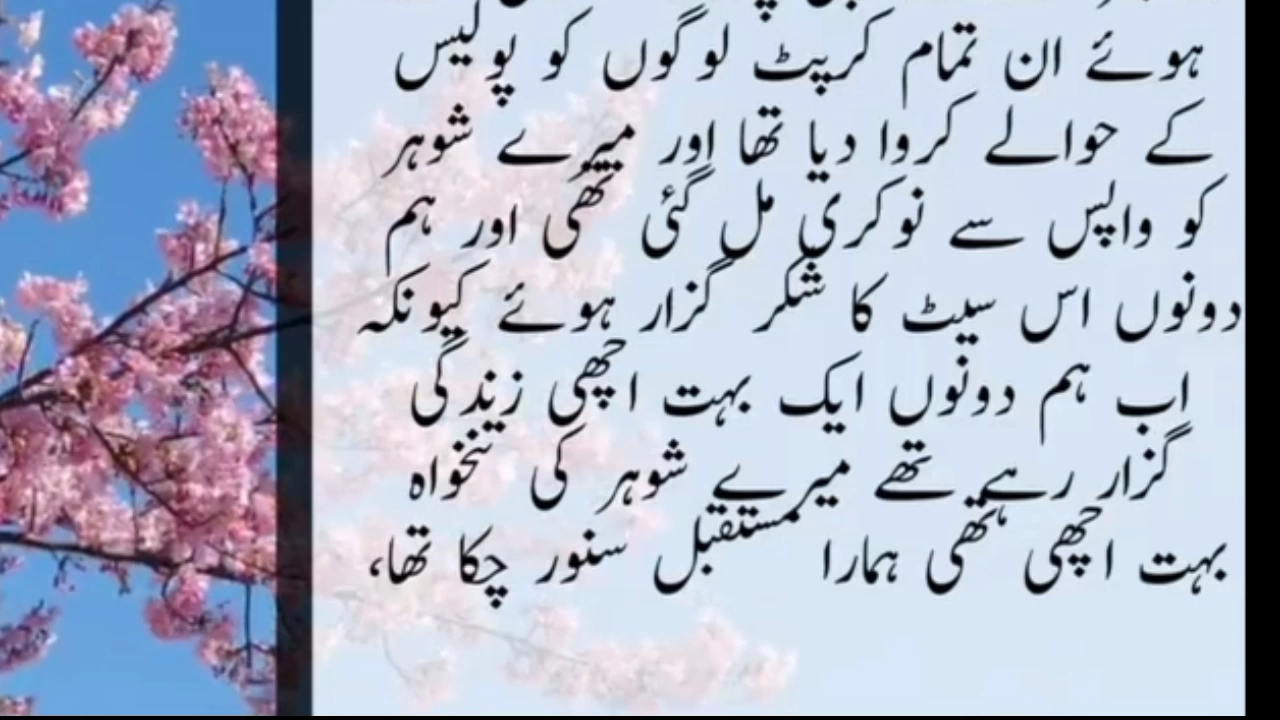 ہوئے ان تمام کرپٹ لوگوں کو پولیس
کے حوالے کروا دیا تھا اور میرے شوہر
کو واپس سے نوکری مل گئی تھی اور ہم
دونوں اس سیٹ کا شکر گزار ہوئے کیونکہ
اب ہم دونوں ایک بہت اچھی زندگی
گزار رہے تھے میرے شوہر کی تنخواہ
بہت اچھی تھی ہمارا مستقبل سنور چکا تھا،